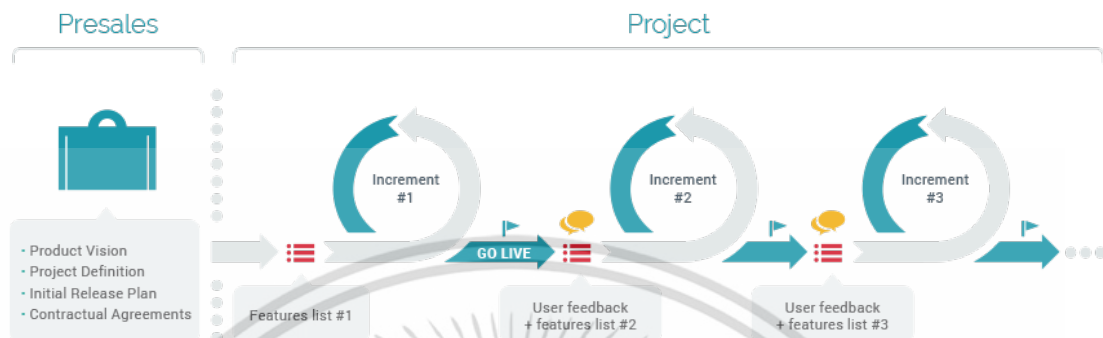 Presales
Project
Increment
#1
Increment
#2
Increment
#3
GO LIVE
• Product Vision
• Project Definition
• Initial Release Plan
• Contractual Agreements
Features list #1
User feedback
+ features list #2
User feedback
+ features list #3